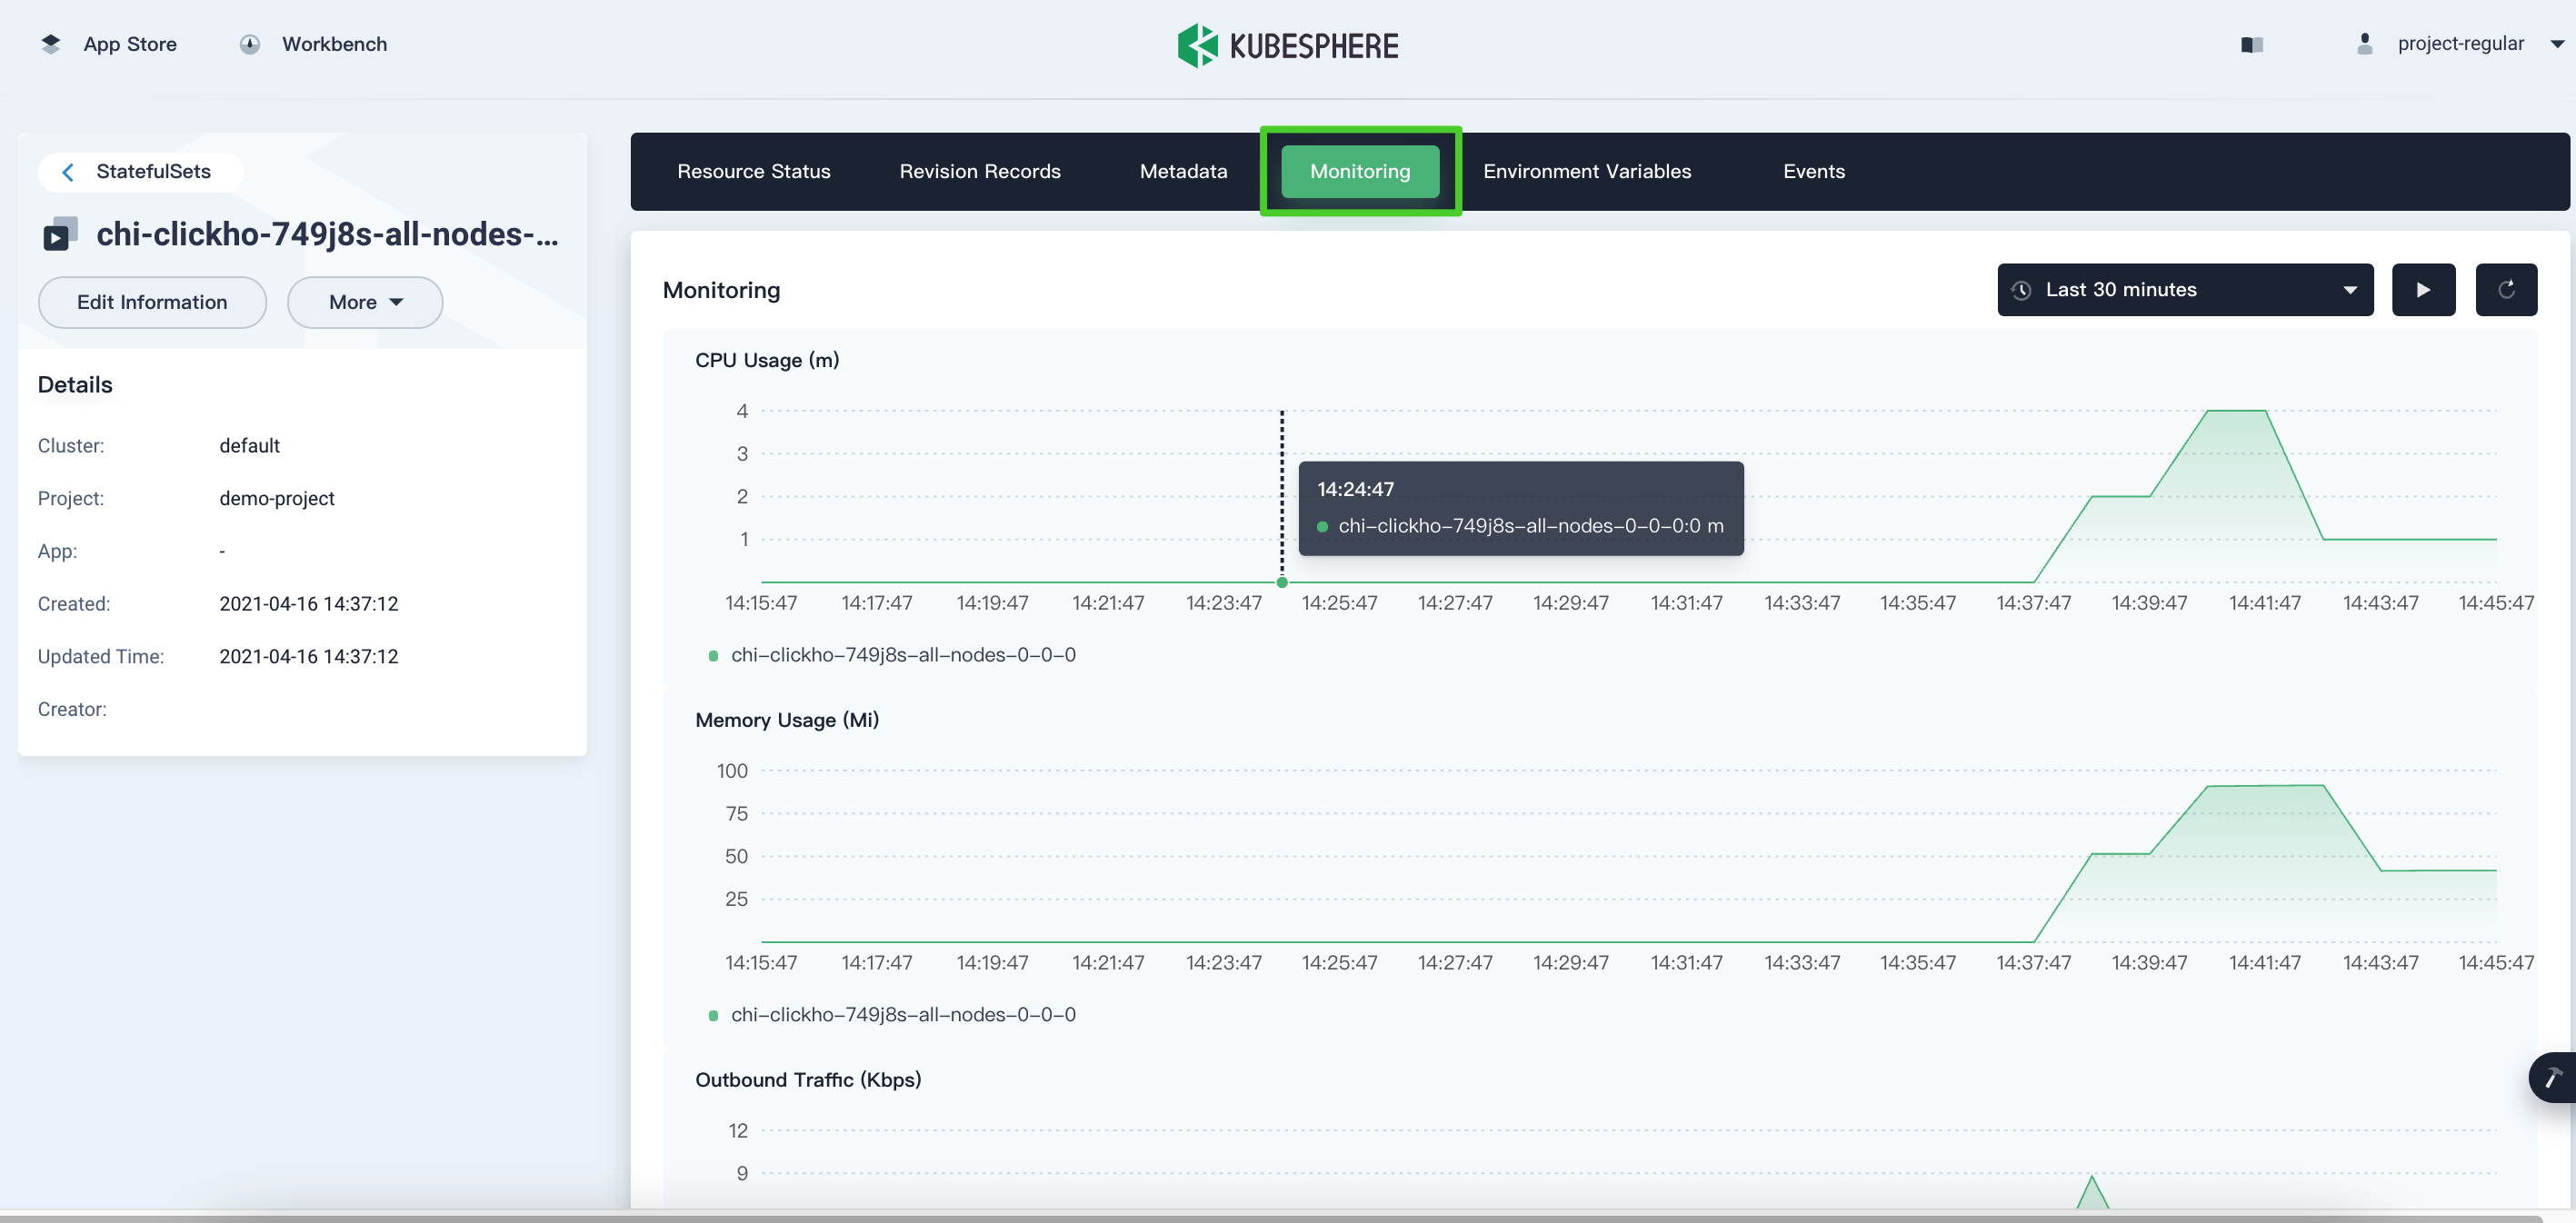 App Store
Workbench
KUBESPHERE
project-regular
StatefulSets
chi-clickho-749j8s-all-nodes-...
Edit Information
More
Details
Cluster: default
Project: demo-project
App: -
Created: 2021-04-16 14:37:12
Updated Time: 2021-04-16 14:37:12
Creator:
Resource Status
Revision Records
Metadata
Monitoring
Environment Variables
Events
Monitoring
Last 30 minutes
CPU Usage (m)
4
3
2
1
14:24:47
chi-clickho-749j8s-all-nodes-0-0-0:0 m
14:15:47 14:17:47 14:19:47 14:21:47 14:23:47 14:25:47 14:27:47 14:29:47 14:31:47 14:33:47 14:35:47 14:37:47 14:39:47 14:41:47 14:43:47 14:45:47
chi-clickho-749j8s-all-nodes-0-0-0
Memory Usage (Mi)
100
75
50
25
14:15:47 14:17:47 14:19:47 14:21:47 14:23:47 14:25:47 14:27:47 14:29:47 14:31:47 14:33:47 14:35:47 14:37:47 14:39:47 14:41:47 14:43:47 14:45:47
chi-clickho-749j8s-all-nodes-0-0-0
Outbound Traffic (Kbps)
12
9